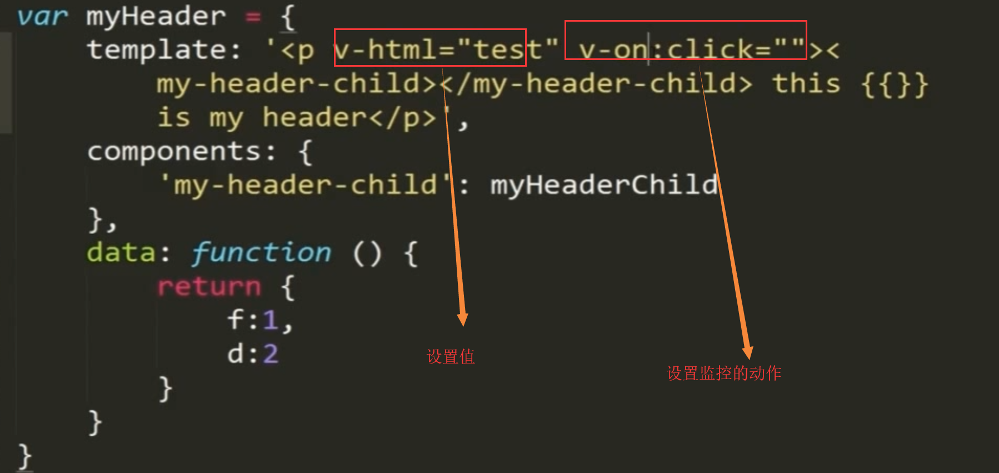 var myHeader = {
template: '<p v-html="test" v-on:click=""><
my-header-child></my-header-child> this {{}}
is my header</p>',
components: {
'my-header-child': myHeaderChild
},
data: function () {
return {
f:1,
d:2
设置值
设置监控的动作
}
}
}